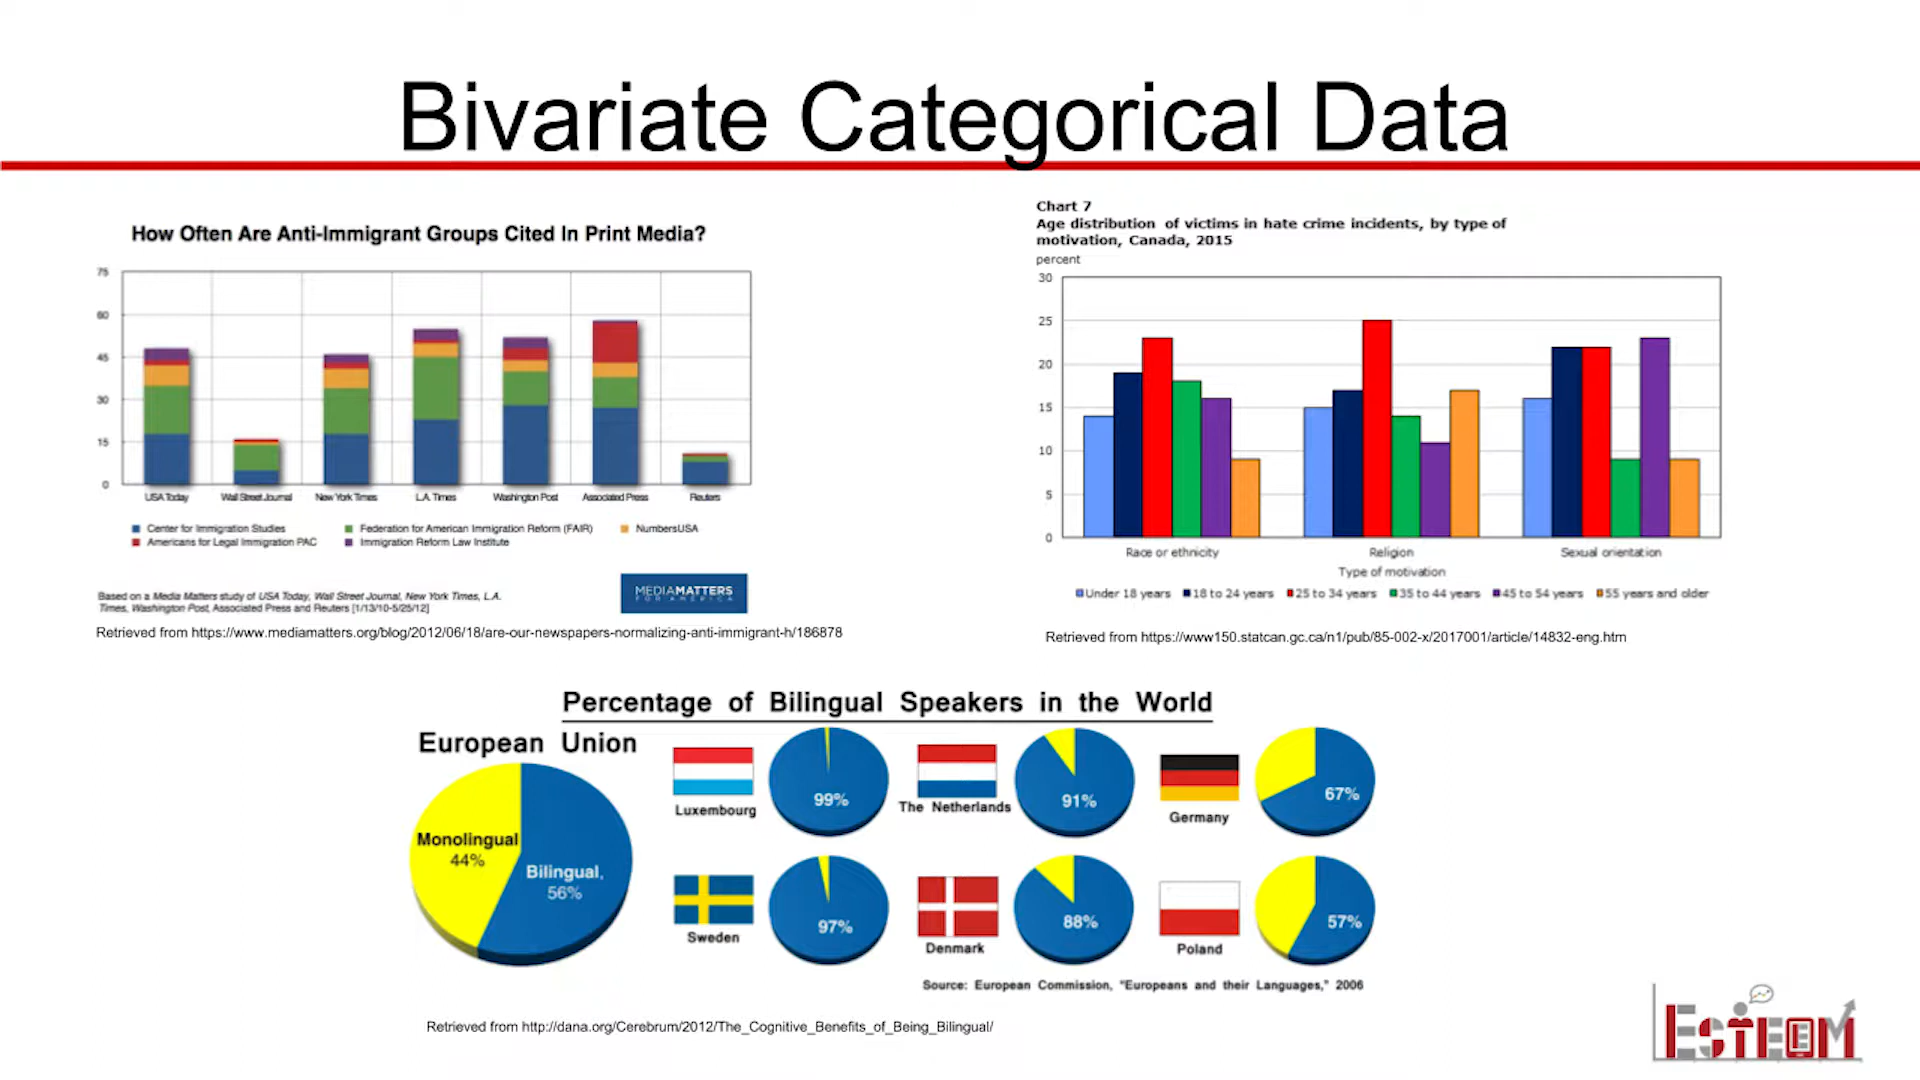 Bivariate Categorical Data
How Often Are Anti-Immigrant Groups Cited In Print Media?
75
60
45
30
15
0
USA Today Wall Street Journal New York Times L.A. Times Washington Post Associated Press Reuters
Center for Immigration Studies Federation for American Immigration Reform (FAIR) NumbersUSA
Americans for Legal Immigration PAC Immigration Reform Law Institute
Based on a Media Matters study of USA Today, Wall Street Journal, New York Times, L.A.
Times, Washington Post, Associated Press and Reuters [1/13/10-5/25/12]
MEDIAMATTERS
FOR AMERICA
Retrieved from https://www.mediamatters.org/blog/2012/06/18/are-our-newspapers-normalizing-anti-immigrant-h/186878
Chart 7
Age distribution of victims in hate crime incidents, by type of
motivation, Canada, 2015
percent
30
25
20
15
10
5
0
Race or ethnicity Religion Sexual orientation
Type of motivation
Under 18 years 18 to 24 years 25 to 34 years 35 to 44 years 45 to 54 years 55 years and older
Retrieved from https://www150.statcan.gc.ca/n1/pub/85-002-x/2017001/article/14832-eng.htm
Percentage of Bilingual Speakers in the World
European Union
Monolingual
44%
Bilingual,
56%
Luxembourg
99%
The Netherlands
91%
Germany
67%
Sweden
97%
Denmark
88%
Poland
57%
Source: European Commission, "Europeans and their Languages," 2006
Retrieved from http://dana.org/Cerebrum/2012/The_Cognitive_Benefits_of_Being_Bilingual/
ESTEEM